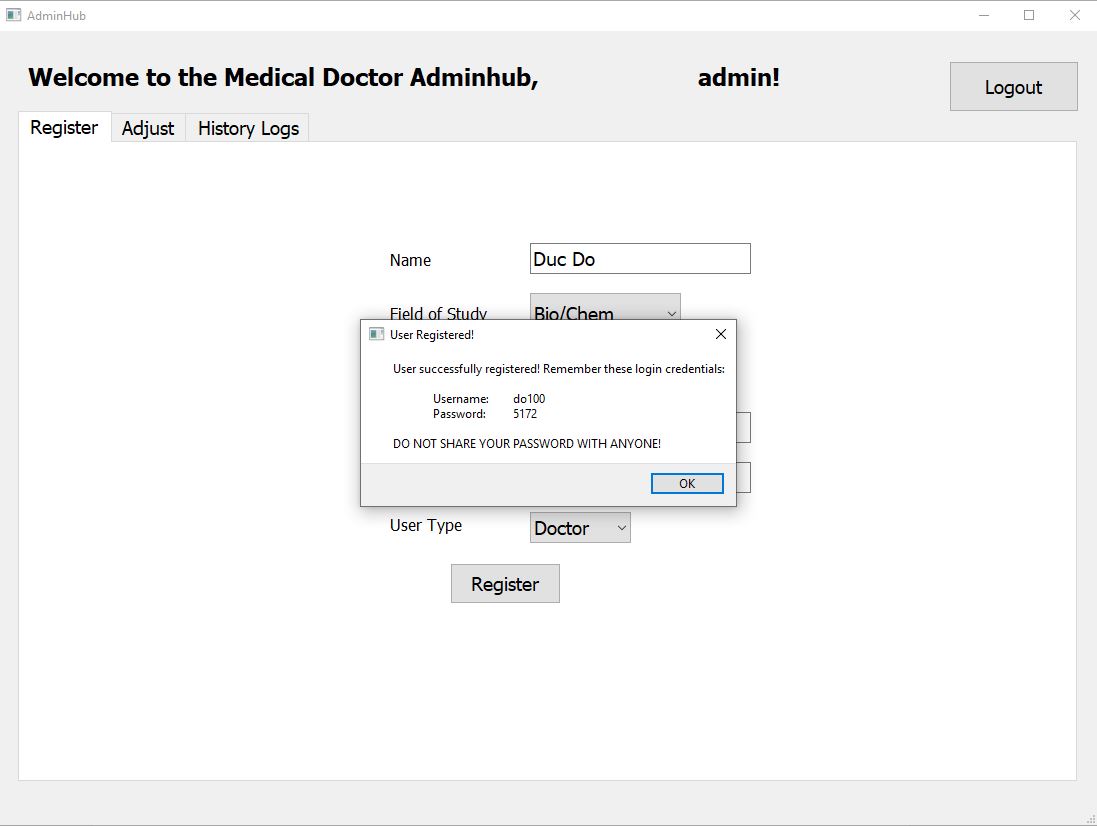 AdminHub
Welcome to the Medical Doctor Adminhub, admin!
Logout
Register Adjust History Logs
Name Duc Do
Field of Study Bio/Chem
User Registered!
User successfully registered! Remember these login credentials:
Username: do100
Password: 5172
DO NOT SHARE YOUR PASSWORD WITH ANYONE!
OK
User Type Doctor
Register